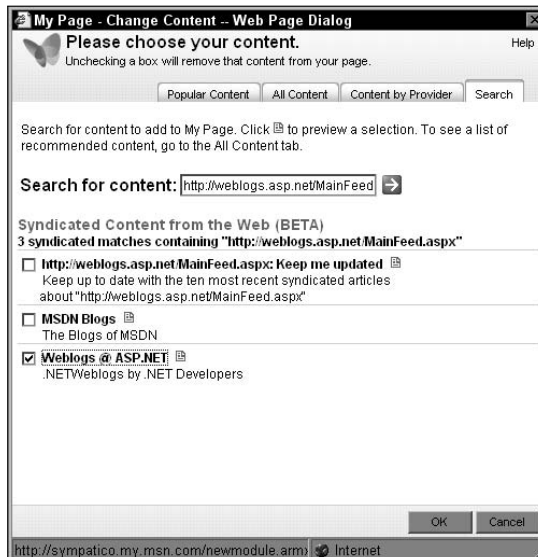 My Page - Change Content -- Web Page Dialog
Please choose your content.
Help
Unchecking a box will remove that content from your page.
Popular Content
All Content
Content by Provider
Search
Search for content to add to My Page. Click to preview a selection. To see a list of
recommended content, go to the All Content tab.
Search for content: http://weblogs.asp.net/MainFeed
Syndicated Content from the Web (BETA)
3 syndicated matches containing "http://weblogs.asp.net/MainFeed.aspx"
http://weblogs.asp.net/MainFeed.aspx: Keep me updated
Keep up to date with the ten most recent syndicated articles
about "http://weblogs.asp.net/MainFeed.aspx"
MSDN Blogs
The Blogs of MSDN
Weblogs @ ASP.NET
.NETWeblogs by .NET Developers
OK
Cancel
http://sympatico.my.msn.com/newmodule.arm
Internet